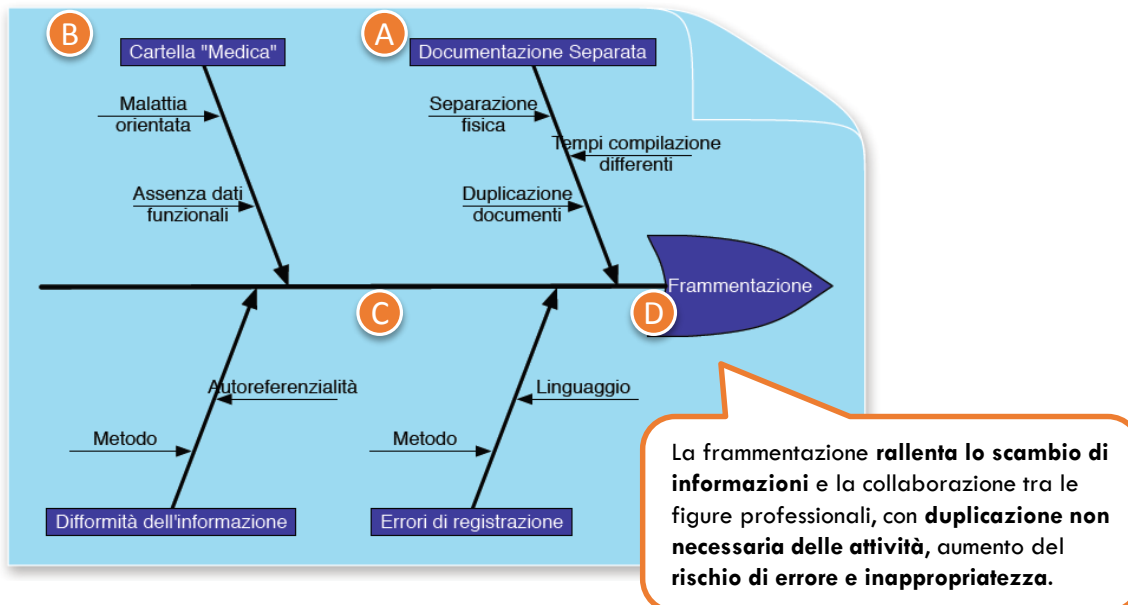 B
A
Cartella "Medica"
Documentazione Separata
Malattia
orientata
Separazione
fisica
Tempi compilazione
differenti
Assenza dati
funzionali
Duplicazione
documenti
Frammentazione
C
D
Autoreferenzialità
Linguaggio
Metodo
Metodo
Difformità dell'informazione
Errori di registrazione
La frammentazione rallenta lo scambio di
informazioni e la collaborazione tra le
figure professionali, con duplicazione non
necessaria delle attività, aumento del
rischio di errore e inappropriatezza.